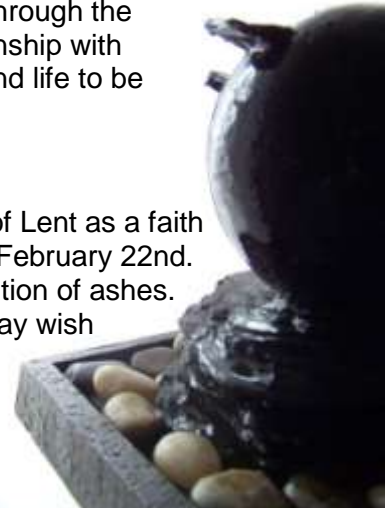 hrough the
nship with
nd life to be
of Lent as a faith
February 22nd.
tion of ashes.
ay wish